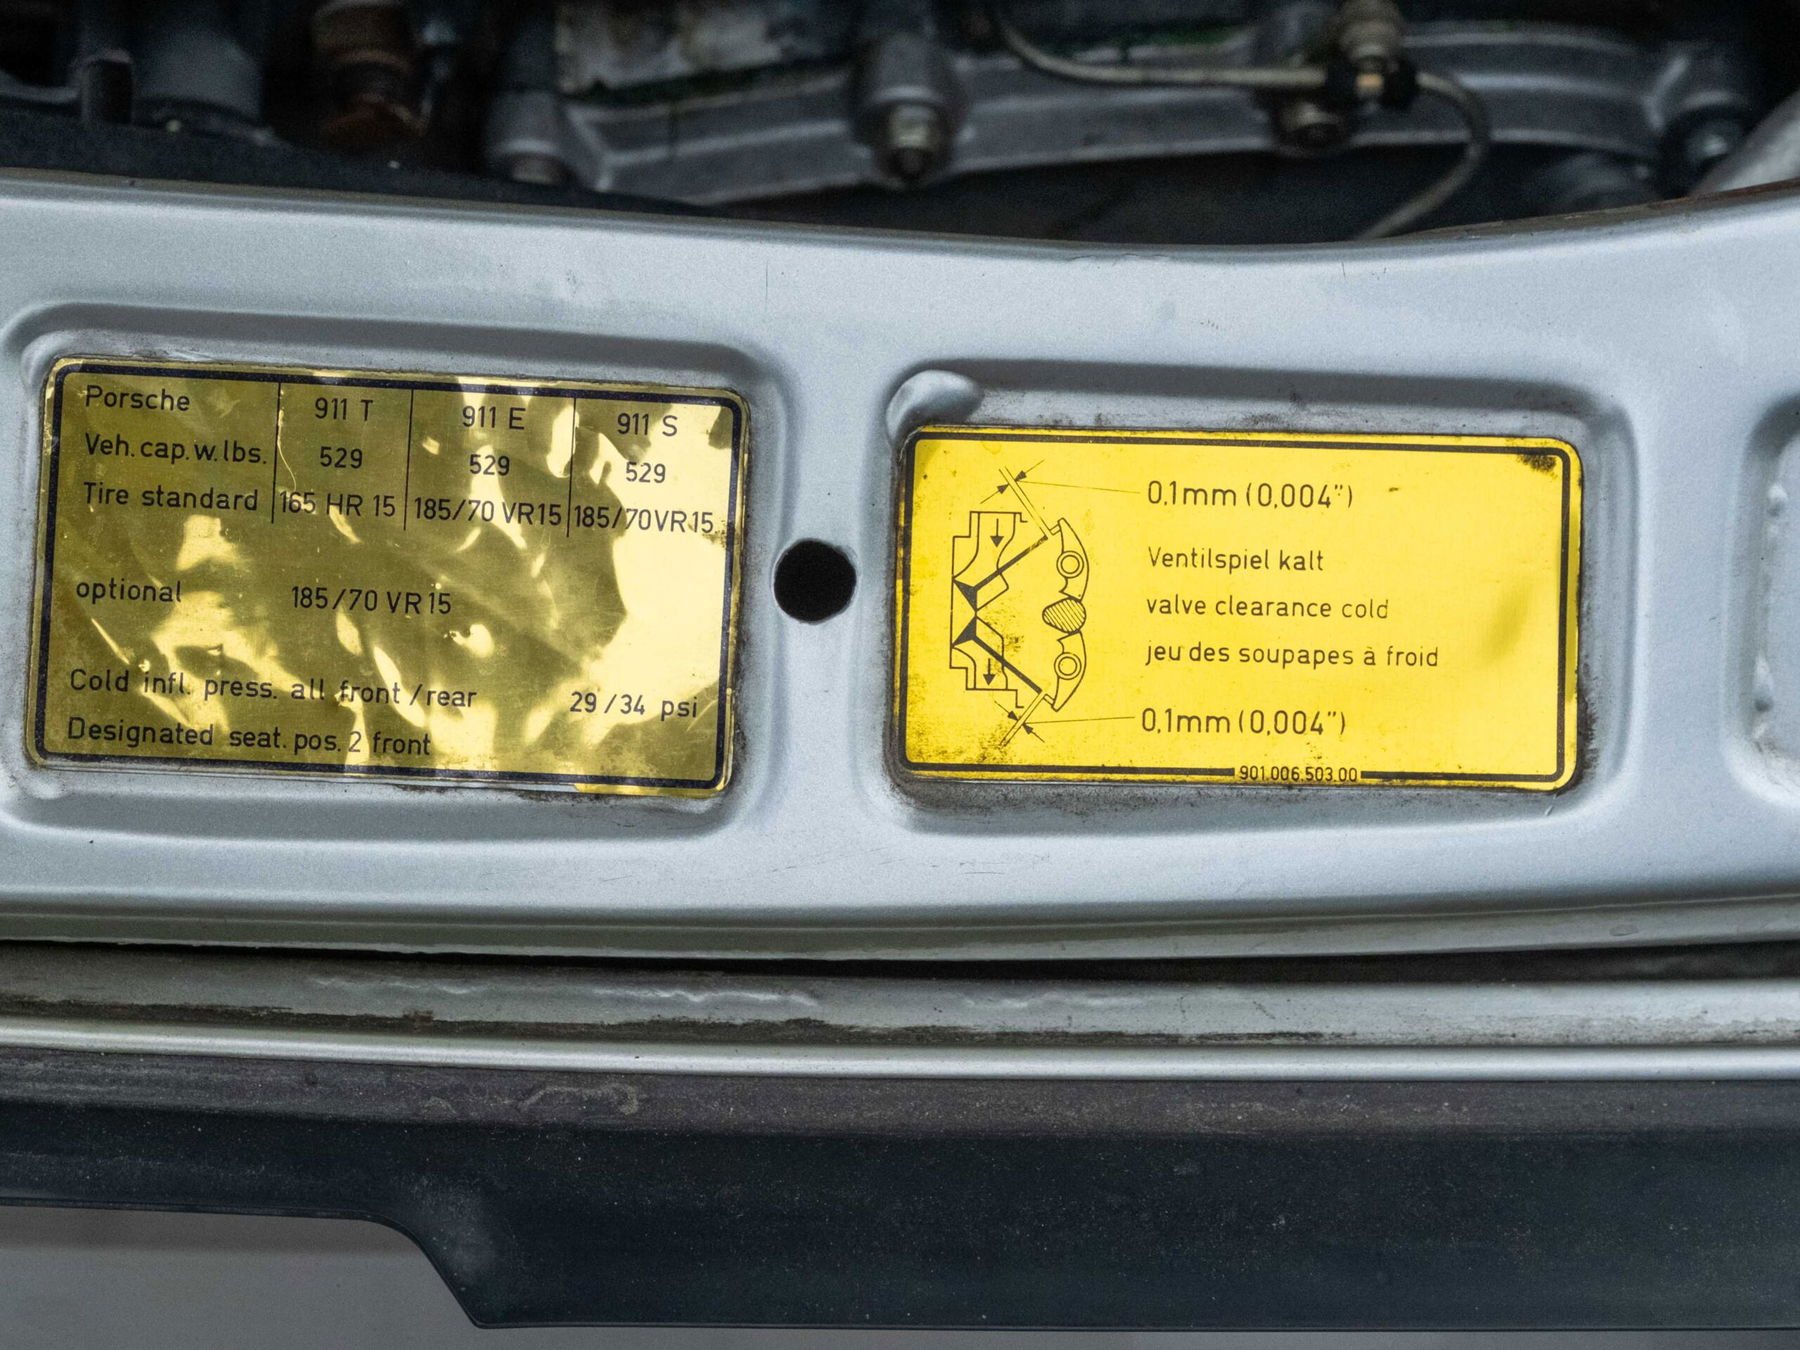 Porsche 911 T 911 E 911 S
Veh.cap.w.lbs. 529 529 529
Tire standard 165 HR 15 185/70 VR15 185/70VR15
optional 185/70 VR15
Cold infl. press. all front/rear 29/34 psi
Designated seat. pos. 2 front
0,1mm (0,004")
Ventilspiel kalt
valve clearance cold
jeu des soupapes à froid
0,1mm (0,004")
901.006.503.00